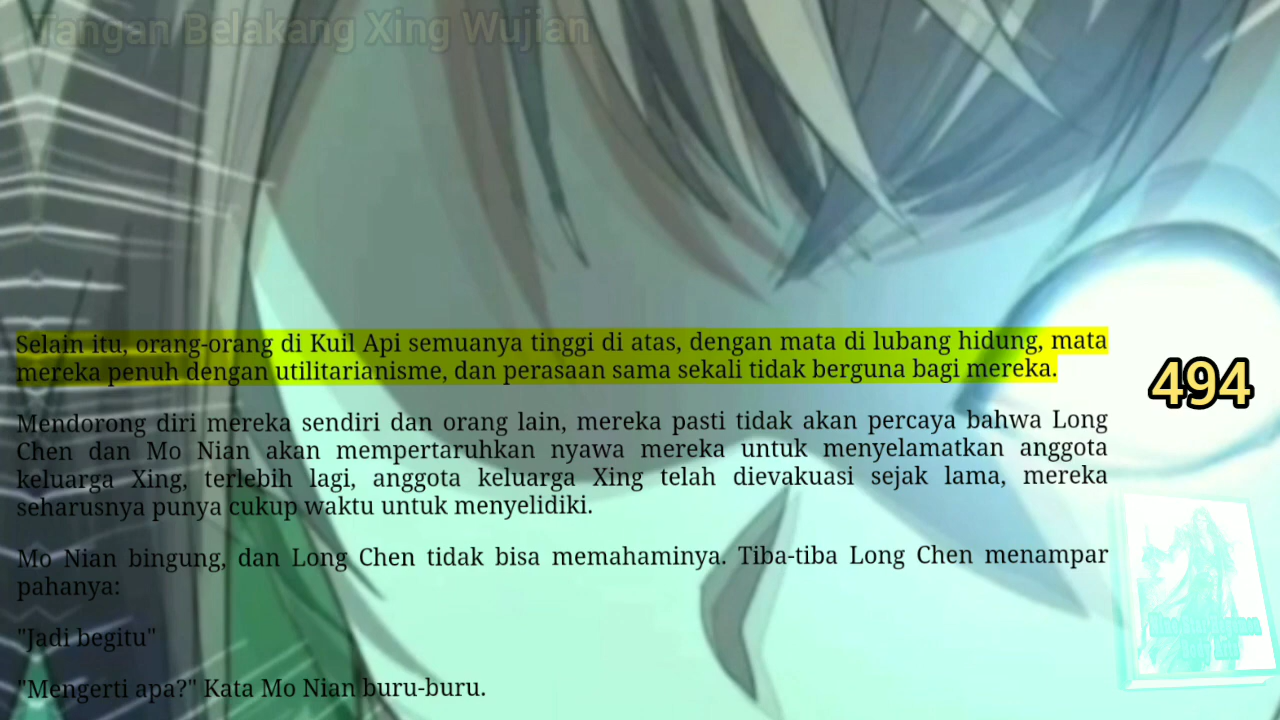 Tangan Belakang Xing Wujian
Selain itu, orang-orang di Kuil Api semuanya tinggi di atas, dengan mata di lubang hidung, mata
mereka penuh dengan utilitarianisme, dan perasaan sama sekali tidak berguna bagi mereka.
494
Mendorong diri mereka sendiri dan orang lain, mereka pasti tidak akan percaya bahwa Long
Chen dan Mo Nian akan mempertaruhkan nyawa mereka untuk menyelamatkan anggota
keluarga Xing, terlebih lagi, anggota keluarga Xing telah dievakuasi sejak lama, mereka
seharusnya punya cukup waktu untuk menyelidiki.
Mo Nian bingung, dan Long Chen tidak bisa memahaminya. Tiba-tiba Long Chen menampar
pahanya:
"Jadi begitu"
"Mengerti apa?" Kata Mo Nian buru-buru.